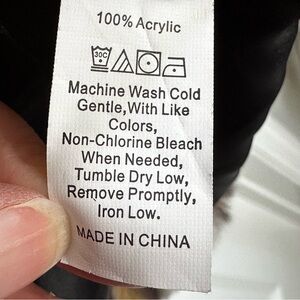 100% Acrylic
30C
Machine Wash Cold
Gentle,With Like
Colors,
Non-Chlorine Bleach
When Needed,
Tumble Dry Low,
Remove Promptly,
Iron Low.
MADE IN CHINA